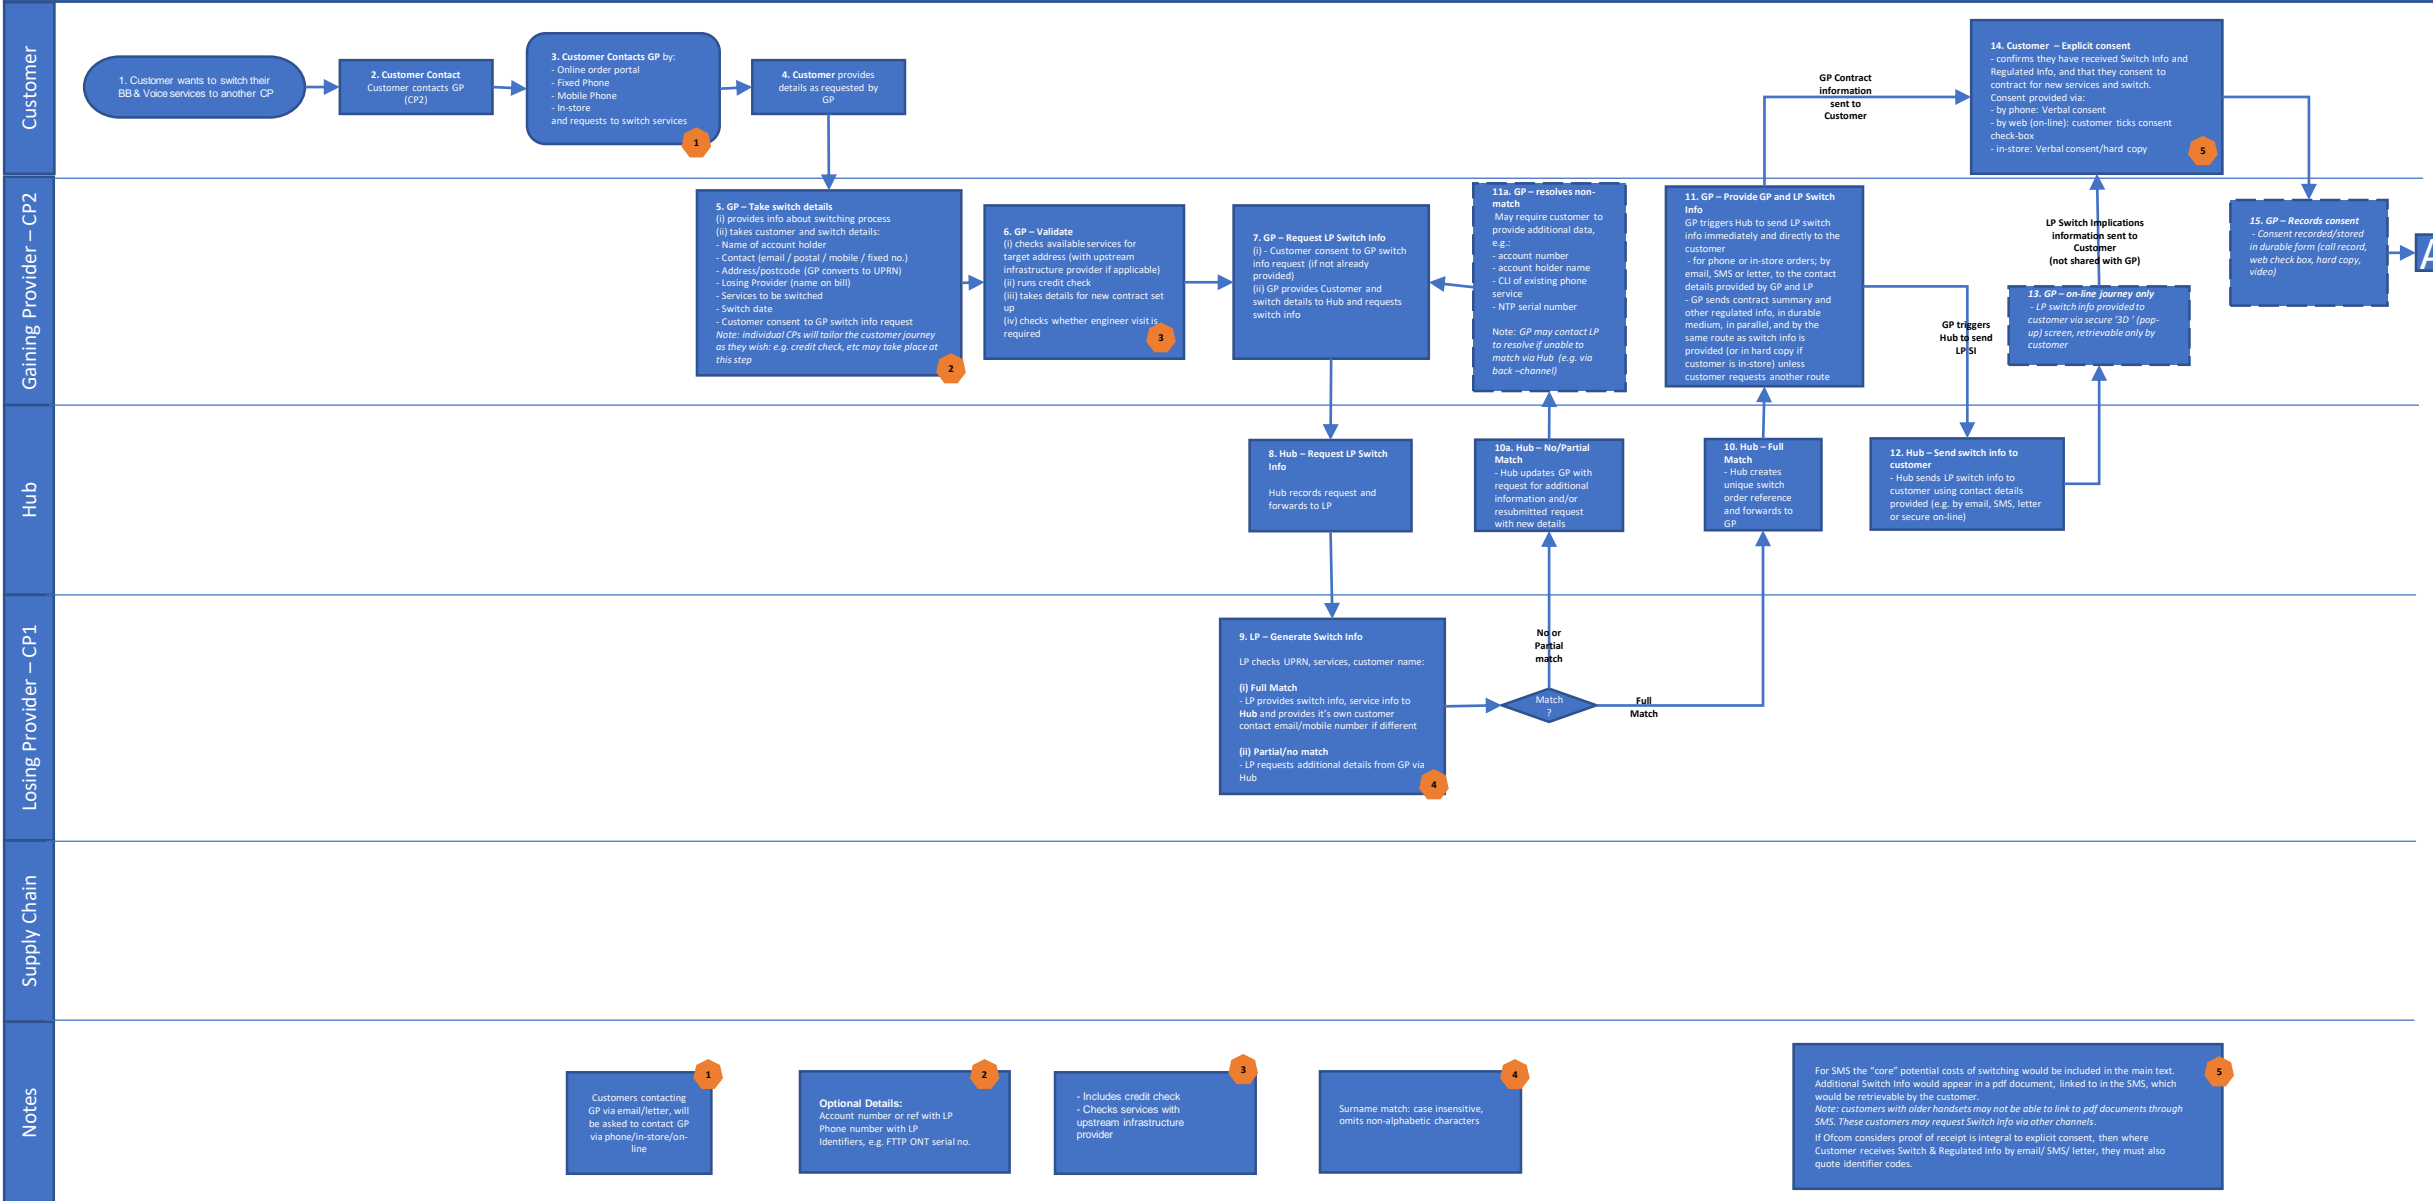 Customer
1. Customer wants to switch their
BB & Voice services to another CP
2. Customer Contact
Customer contacts GP
(CP2)
3. Customer Contacts GP by:
- Online order portal
- Fixed Phone
- Mobile Phone
- In-store
and requests to switch services
1
4. Customer provides
details as requested by
GP
GP Contract
information
sent to
Customer
14. Customer – Explicit consent
- confirms they have received Switch Info and
Regulated Info, and that they consent to
contract for new services and switch.
Consent provided via:
- by phone: Verbal consent
- by web (on-line): customer ticks consent
check-box
- in-store: Verbal consent/hard copy
5
Gaining Provider – CP2
5. GP – Take switch details
(i) provides info about switching process
(ii) takes customer and switch details:
- Name of account holder
- Contact (email / postal / mobile / fixed no.)
- Address/postcode (GP converts to UPRN)
- Losing Provider (name on bill)
- Services to be switched
- Switch date
- Customer consent to GP switch info request
Note: individual CPs will tailor the customer journey
as they wish: e.g. credit check, etc may take place at
this step
2
6. GP – Validate
(i) checks available services for
target address (with upstream
infrastructure provider if applicable)
(ii) runs credit check
(iii) takes details for new contract set
up
(iv) checks whether engineer visit is
required
3
7. GP – Request LP Switch Info
(i) - Customer consent to GP switch
info request (if not already
provided)
(ii) GP provides Customer and
switch details to Hub and requests
switch info
11a. GP – resolves non-
match
May require customer to
provide additional data,
e.g.:
- account number
- account holder name
- CLI of existing phone
service
- NTP serial number
Note: GP may contact LP
to resolve if unable to
match via Hub (e.g. via
back –channel)
11. GP – Provide GP and LP Switch
Info
GP triggers Hub to send LP switch
info immediately and directly to the
customer
- for phone or in-store orders; by
email, SMS or letter, to the contact
details provided by GP and LP
- GP sends contract summary and
other regulated info, in durable
medium, in parallel, and by the
same route as switch info is
provided (or in hard copy if
customer is in-store) unless
customer requests another route
GP triggers
Hub to send
LP SI
LP Switch Implications
information sent to
Customer
(not shared with GP)
13. GP – on-line journey only
- LP switch info provided to
customer via secure '3D ' (pop-
up) screen, retrievable only by
customer
15. GP – Records consent
- Consent recorded/stored
in durable form (call record,
web check box, hard copy,
video)
A
Hub
8. Hub – Request LP Switch
Info
Hub records request and
forwards to LP
10a. Hub – No/Partial
Match
- Hub updates GP with
request for additional
information and/or
resubmitted request
with new details
10. Hub – Full
Match
- Hub creates
unique switch
order reference
and forwards to
GP
12. Hub – Send switch info to
customer
- Hub sends LP switch info to
customer using contact details
provided (e.g. by email, SMS, letter
or secure on-line)
Losing Provider – CP1
9. LP – Generate Switch Info
LP checks UPRN, services, customer name:
(i) Full Match
- LP provides switch info, service info to
Hub and provides it's own customer
contact email/mobile number if different
(ii) Partial/no match
- LP requests additional details from GP via
Hub
4
No or
Partial
match
Match
?
Full
Match
Supply Chain
Notes
1
Customers contacting
GP via email/letter, will
be asked to contact GP
via phone/in-store/on-
line
2
Optional Details:
Account number or ref with LP
Phone number with LP
Identifiers, e.g. FTTP ONT serial no.
3
- Includes credit check
- Checks services with
upstream infrastructure
provider
4
Surname match: case insensitive,
omits non-alphabetic characters
5
For SMS the "core" potential costs of switching would be included in the main text.
Additional Switch Info would appear in a pdf document, linked to in the SMS, which
would be retrievable by the customer.
Note: customers with older handsets may not be able to link to pdf documents through
SMS. These customers may request Switch Info via other channels.
If Ofcom considers proof of receipt is integral to explicit consent, then where
Customer receives Switch & Regulated Info by email/ SMS/ letter, they must also
quote identifier codes.